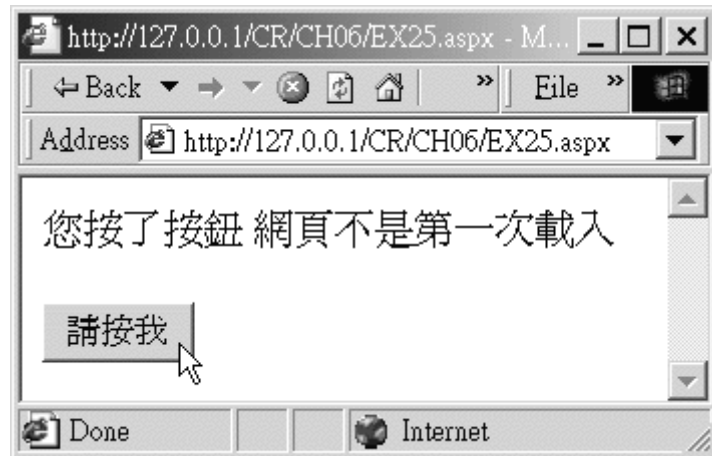 http://127.0.0.1/CR/CH06/EX25.aspx - M...
Back » File »
Address http://127.0.0.1/CR/CH06/EX25.aspx
您按了按鈕 網頁不是第一次載入
請按我
Done Internet